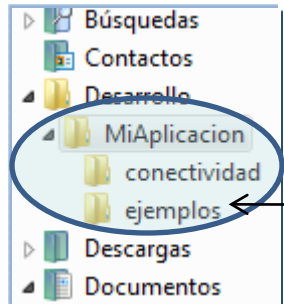 Búsquedas
Contactos
Desarrollo
MiAplicacion
conectividad
ejemplos
Descargas
Documentos